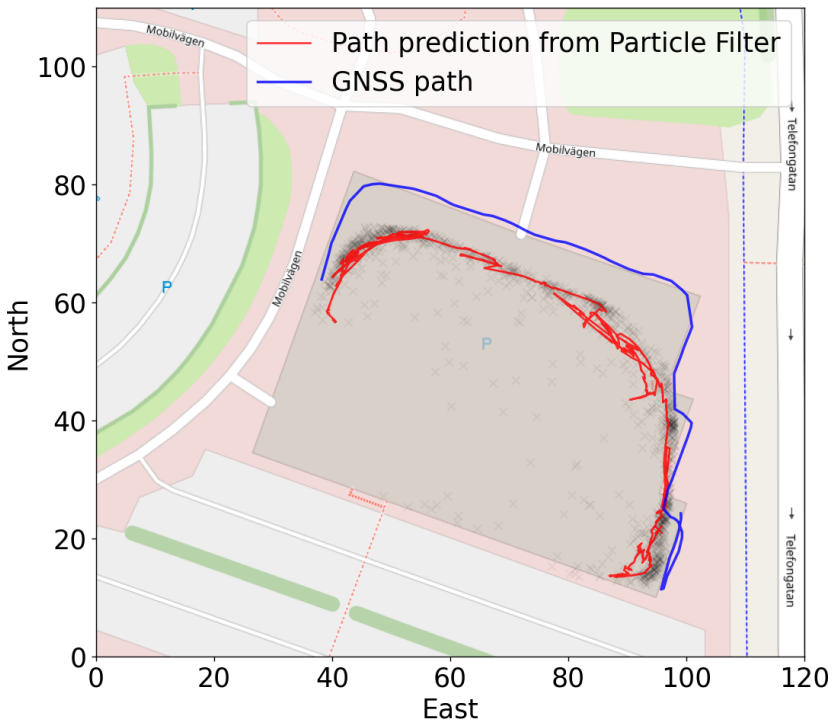 Mobilvägen
Path prediction from Particle Filter
GNSS path
Mobilvägen
Telefongatan
Mobilvägen
P
P
Telefongatan
North
100
80
60
40
20
0
0
20
40
60
80
100
120
East